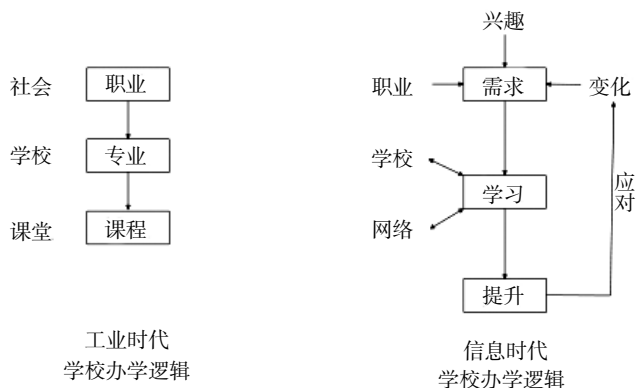 社会
职业
学校
专业
课堂
课程
工业时代
学校办学逻辑
兴趣
职业
需求
变化
学校
学习
网络
应对
提升
信息时代
学校办学逻辑